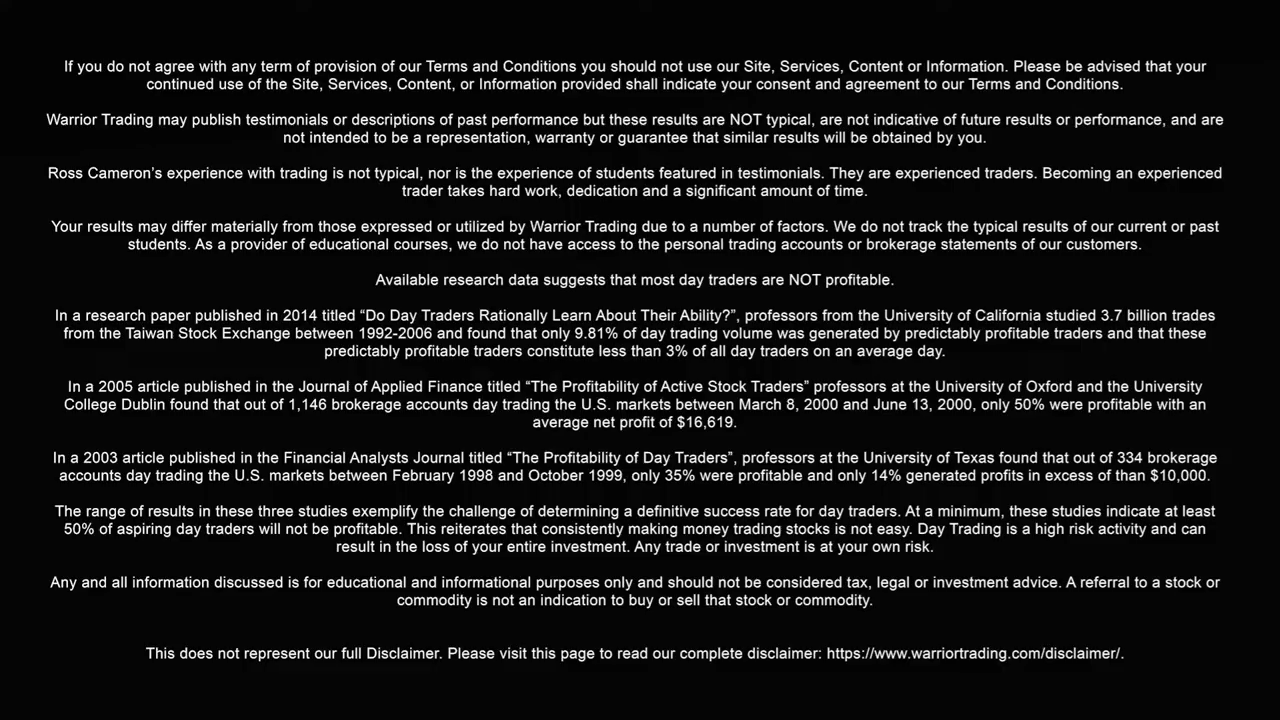 If you do not agree with any term of provision of our Terms and Conditions you should not use our Site, Services, Content or Information. Please be advised that your
continued use of the Site, Services, Content, or Information provided shall indicate your consent and agreement to our Terms and Conditions.
Warrior Trading may publish testimonials or descriptions of past performance but these results are NOT typical, are not indicative of future results or performance, and are
not intended to be a representation, warranty or guarantee that similar results will be obtained by you.
Ross Cameron’s experience with trading is not typical, nor is the experience of students featured in testimonials. They are experienced traders. Becoming an experienced
trader takes hard work, dedication and a significant amount of time.
Your results may differ materially from those expressed or utilized by Warrior Trading due to a number of factors. We do not track the typical results of our current or past
students. As a provider of educational courses, we do not have access to the personal trading accounts or brokerage statements of our customers.
Available research data suggests that most day traders are NOT profitable.
In a research paper published in 2014 titled “Do Day Traders Rationally Learn About Their Ability?”, professors from the University of California studied 3.7 billion trades
from the Taiwan Stock Exchange between 1992-2006 and found that only 9.81% of day trading volume was generated by predictably profitable traders and that these
predictably profitable traders constitute less than 3% of all day traders on an average day.
In a 2005 article published in the Journal of Applied Finance titled “The Profitability of Active Stock Traders” professors at the University of Oxford and the University
College Dublin found that out of 1,146 brokerage accounts day trading the U.S. markets between March 8, 2000 and June 13, 2000, only 50% were profitable with an
average net profit of $16,619.
In a 2003 article published in the Financial Analysts Journal titled “The Profitability of Day Traders”, professors at the University of Texas found that out of 334 brokerage
accounts day trading the U.S. markets between February 1998 and October 1999, only 35% were profitable and only 14% generated profits in excess of than $10,000.
The range of results in these three studies exemplify the challenge of determining a definitive success rate for day traders. At a minimum, these studies indicate at least
50% of aspiring day traders will not be profitable. This reiterates that consistently making money trading stocks is not easy. Day Trading is a high risk activity and can
result in the loss of your entire investment. Any trade or investment is at your own risk.
Any and all information discussed is for educational and informational purposes only and should not be considered tax, legal or investment advice. A referral to a stock or
commodity is not an indication to buy or sell that stock or commodity.
This does not represent our full Disclaimer. Please visit this page to read our complete disclaimer: https://www.warriortrading.com/disclaimer/.